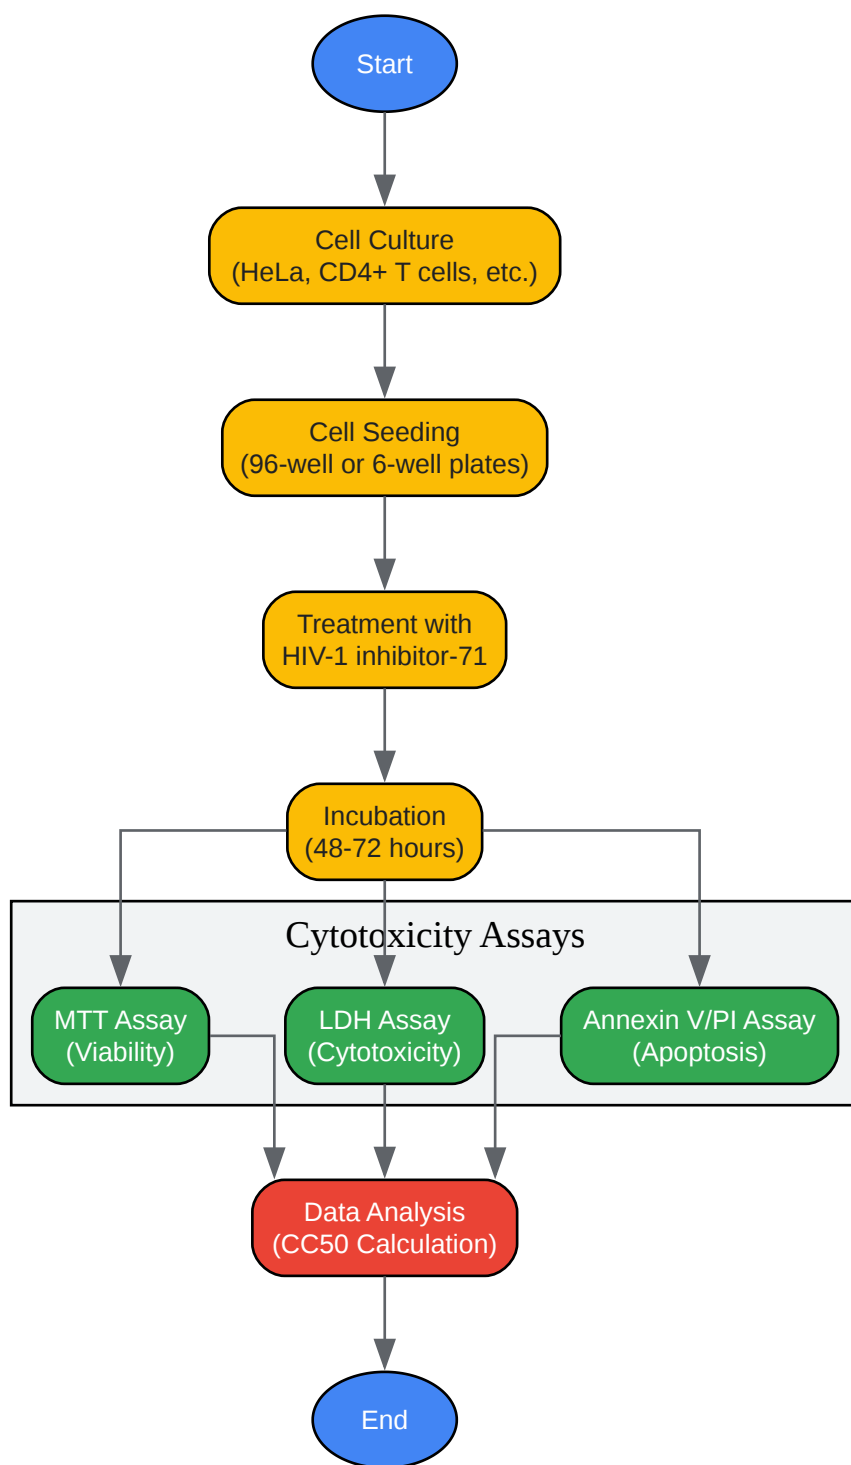 Start
Cell Culture
(HeLa, CD4+ T cells, etc.)
Cell Seeding
(96-well or 6-well plates)
Treatment with
HIV-1 inhibitor-71
Incubation
(48-72 hours)
Cytotoxicity Assays
MTT Assay
(Viability)
LDH Assay
(Cytotoxicity)
Annexin V/PI Assay
(Apoptosis)
Data Analysis
(CC50 Calculation)
End